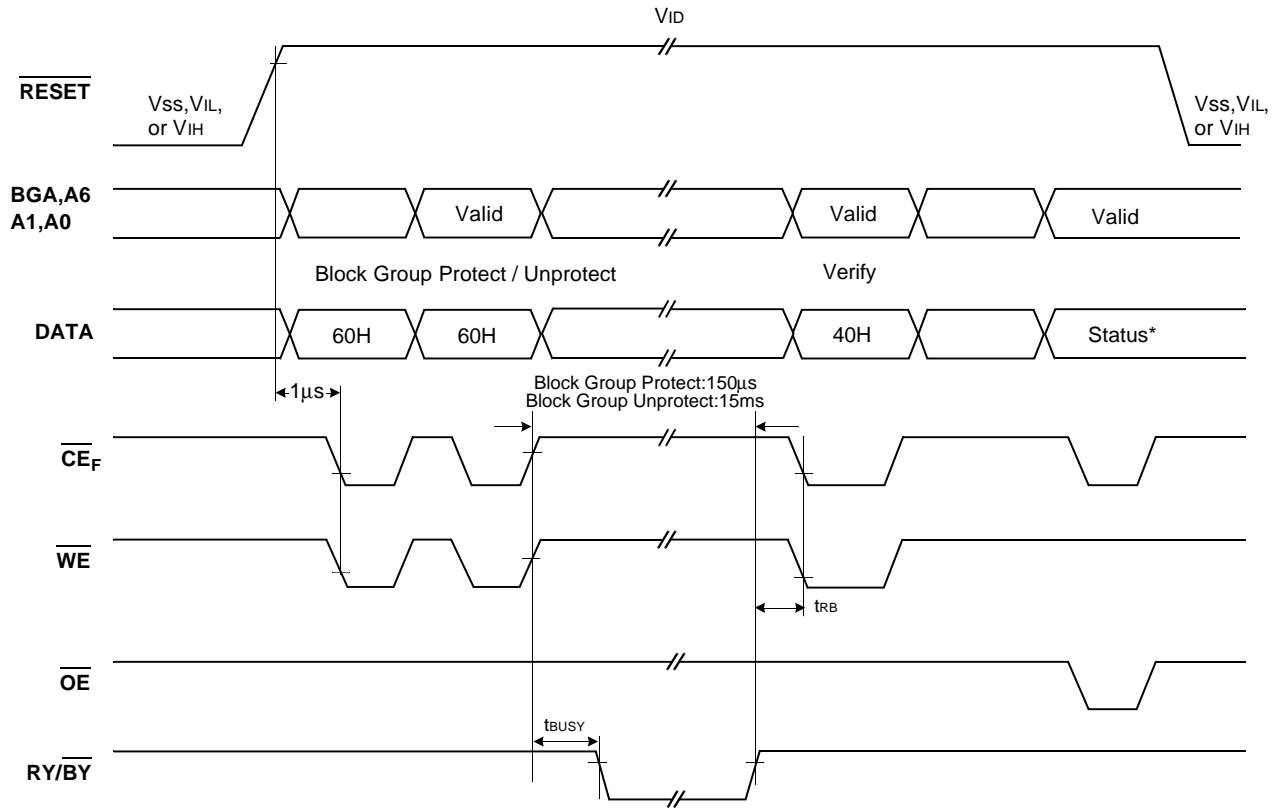 VID
RESET
Vss,VIL,
or VIH
Vss,VIL,
or VIH
BGA,A6
A1,A0
Valid
Valid
Valid
Block Group Protect / Unprotect
Verify
DATA
60H
60H
40H
Status*
1μs
Block Group Protect:150μs
Block Group Unprotect:15ms
CEF
WE
tRB
OE
tBUSY
RY/BY